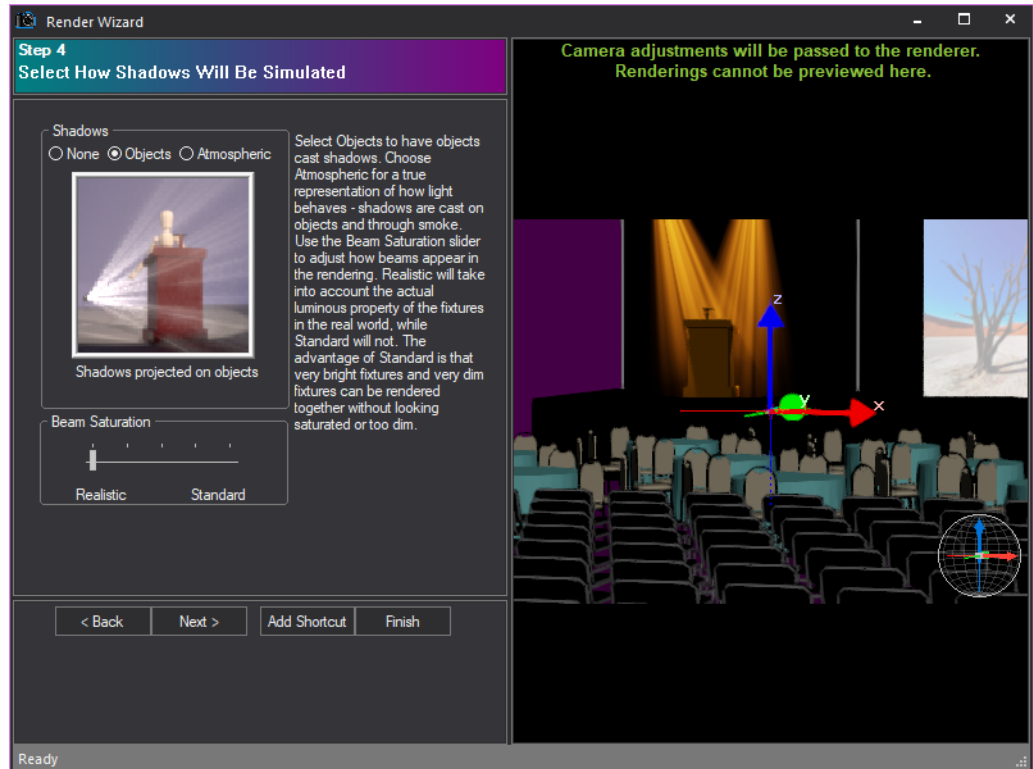 Render Wizard
Step 4
Select How Shadows Will Be Simulated
Shadows
None Objects Atmospheric
Shadows projected on objects
Select Objects to have objects
cast shadows. Choose
Atmospheric for a true
representation of how light
behaves - shadows are cast on
objects and through smoke.
Use the Beam Saturation slider
to adjust how beams appear in
the rendering. Realistic will take
into account the actual
luminous property of the fixtures
in the real world, while
Standard will not. The
advantage of Standard is that
very bright fixtures and very dim
fixtures can be rendered
together without looking
saturated or too dim.
Beam Saturation
Realistic Standard
< Back Next > Add Shortcut Finish
Camera adjustments will be passed to the renderer.
Renderings cannot be previewed here.
z
y
x
Ready